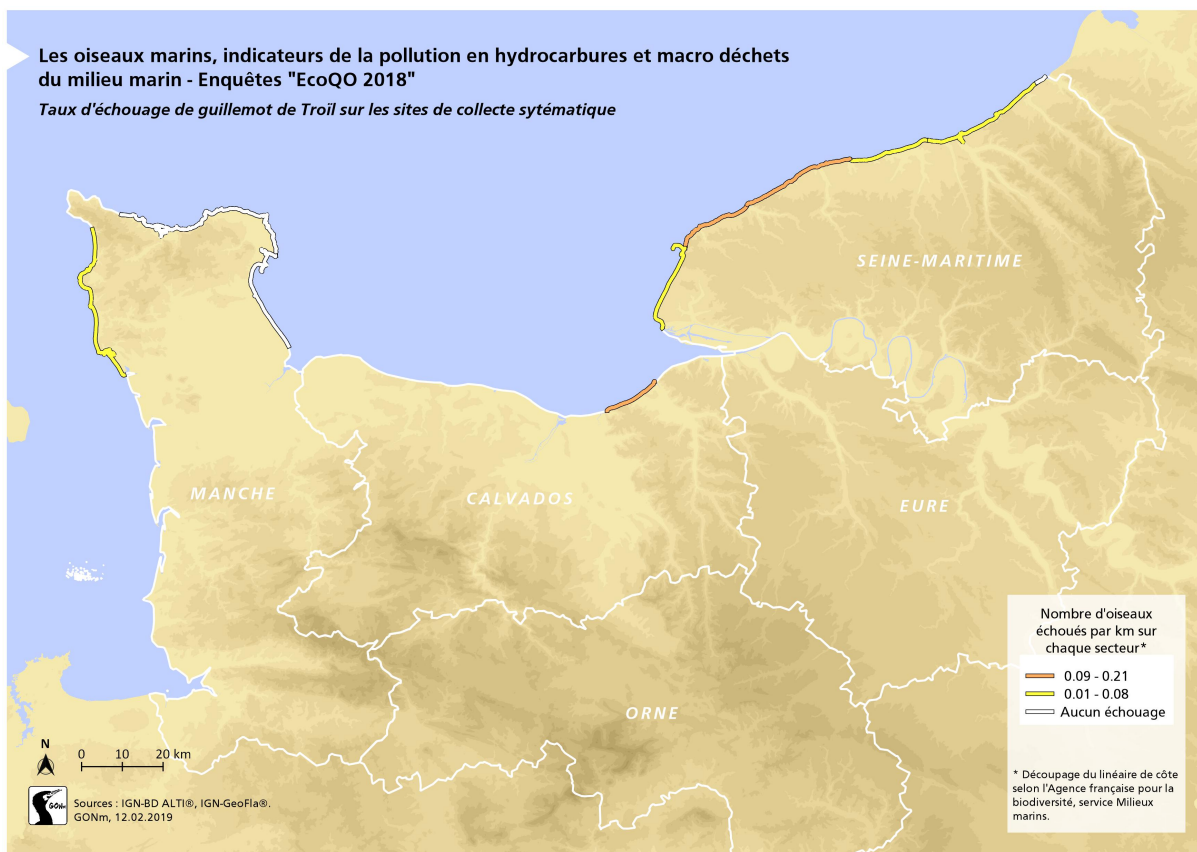 Les oiseaux marins, indicateurs de la pollution en hydrocarbures et macro déchets
du milieu marin - Enquêtes "EcoQO 2018"
Taux d'échouage de guillemot de Troïl sur les sites de collecte sytématique
SEINE-MARITIME
MANCHE
CALVADOS
EURE
ORNE
Nombre d'oiseaux
échoués par km sur
chaque secteur*
0.09 - 0.21
0.01 - 0.08
Aucun échouage
* Découpage du linéaire de côte
selon l'Agence française pour la
biodiversité, service Milieux
marins.
N
0 10 20 km
GONm
Sources : IGN-BD ALTI®, IGN-GeoFla®.
GONm, 12.02.2019